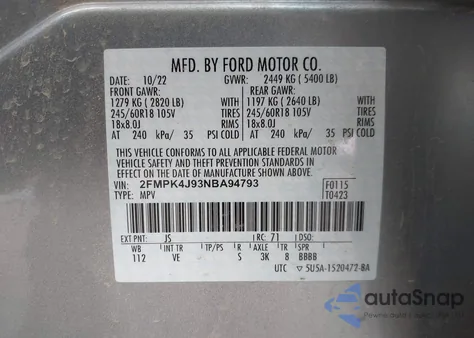 MFD. BY FORD MOTOR CO.
DATE: 10/22 GVWR: 2449 KG ( 5400 LB)
FRONT GAWR: REAR GAWR:
1279 KG ( 2820 LB) WITH 1197 KG ( 2640 LB) WITH
245/60R18 105V TIRES 245/60R18 105V TIRES
18x8.0J RIMS 18x8.0J RIMS
AT 240 kPa/ 35 PSI COLD AT 240 kPa/ 35 PSI COLD
THIS VEHICLE CONFORMS TO ALL APPLICABLE FEDERAL MOTOR
VEHICLE SAFETY AND THEFT PREVENTION STANDARDS IN
EFFECT ON THE DATE OF MANUFACTURE SHOWN ABOVE.
VIN: 2FMPK4J93NBA94793 F0115
TYPE: MPV T0423
EXT PNT: JS RC: 71 DSO:
WB INT TR TP/PS R AXLE TR SPR
112 VE S 3K 8 BBBB
UTC ▽ 5U5A-1520472-BA
autoSnap